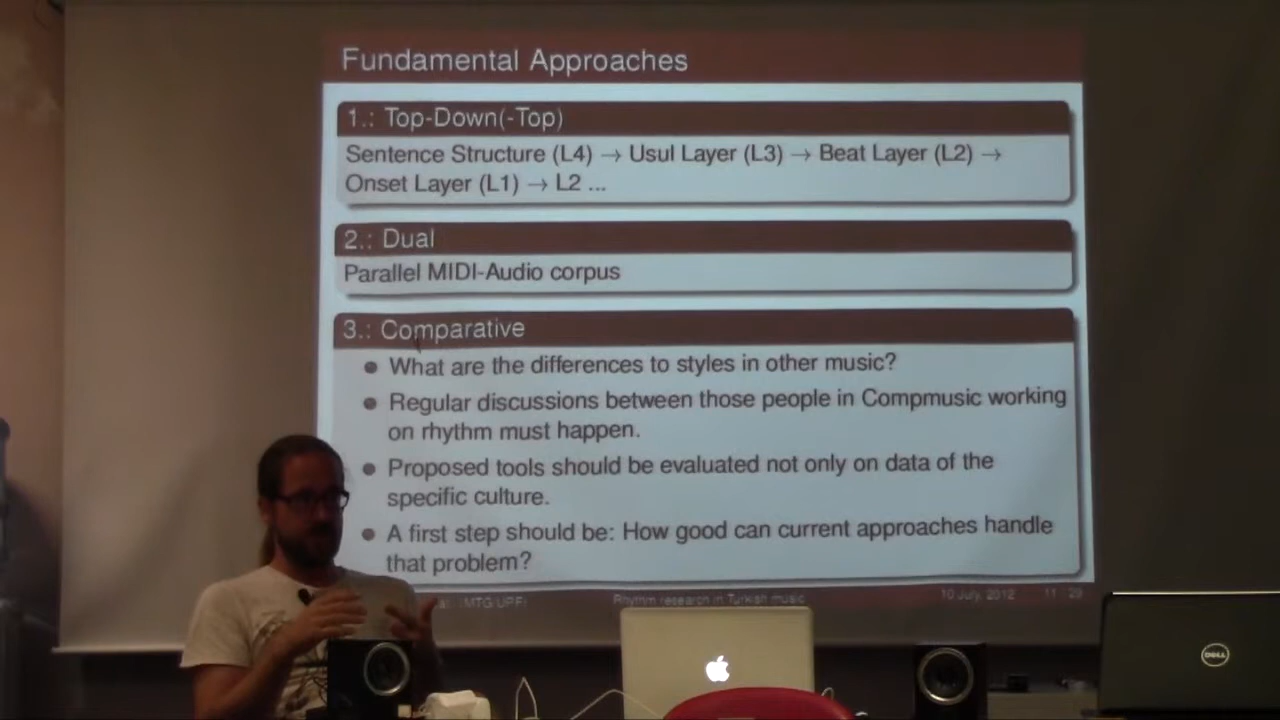 Fundamental Approaches
1.: Top-Down(-Top)
Sentence Structure (L4) → Usul Layer (L3) → Beat Layer (L2) →
Onset Layer (L1) → L2 ...
2.: Dual
Parallel MIDI-Audio corpus
3.: Comparative
● What are the differences to styles in other music?
● Regular discussions between those people in Compmusic working
on rhythm must happen.
● Proposed tools should be evaluated not only on data of the
specific culture.
● A first step should be: How good can current approaches handle
that problem?
(MTG/UPF) Rhythm research in Turkish music 10 July, 2012 11 29
DELL